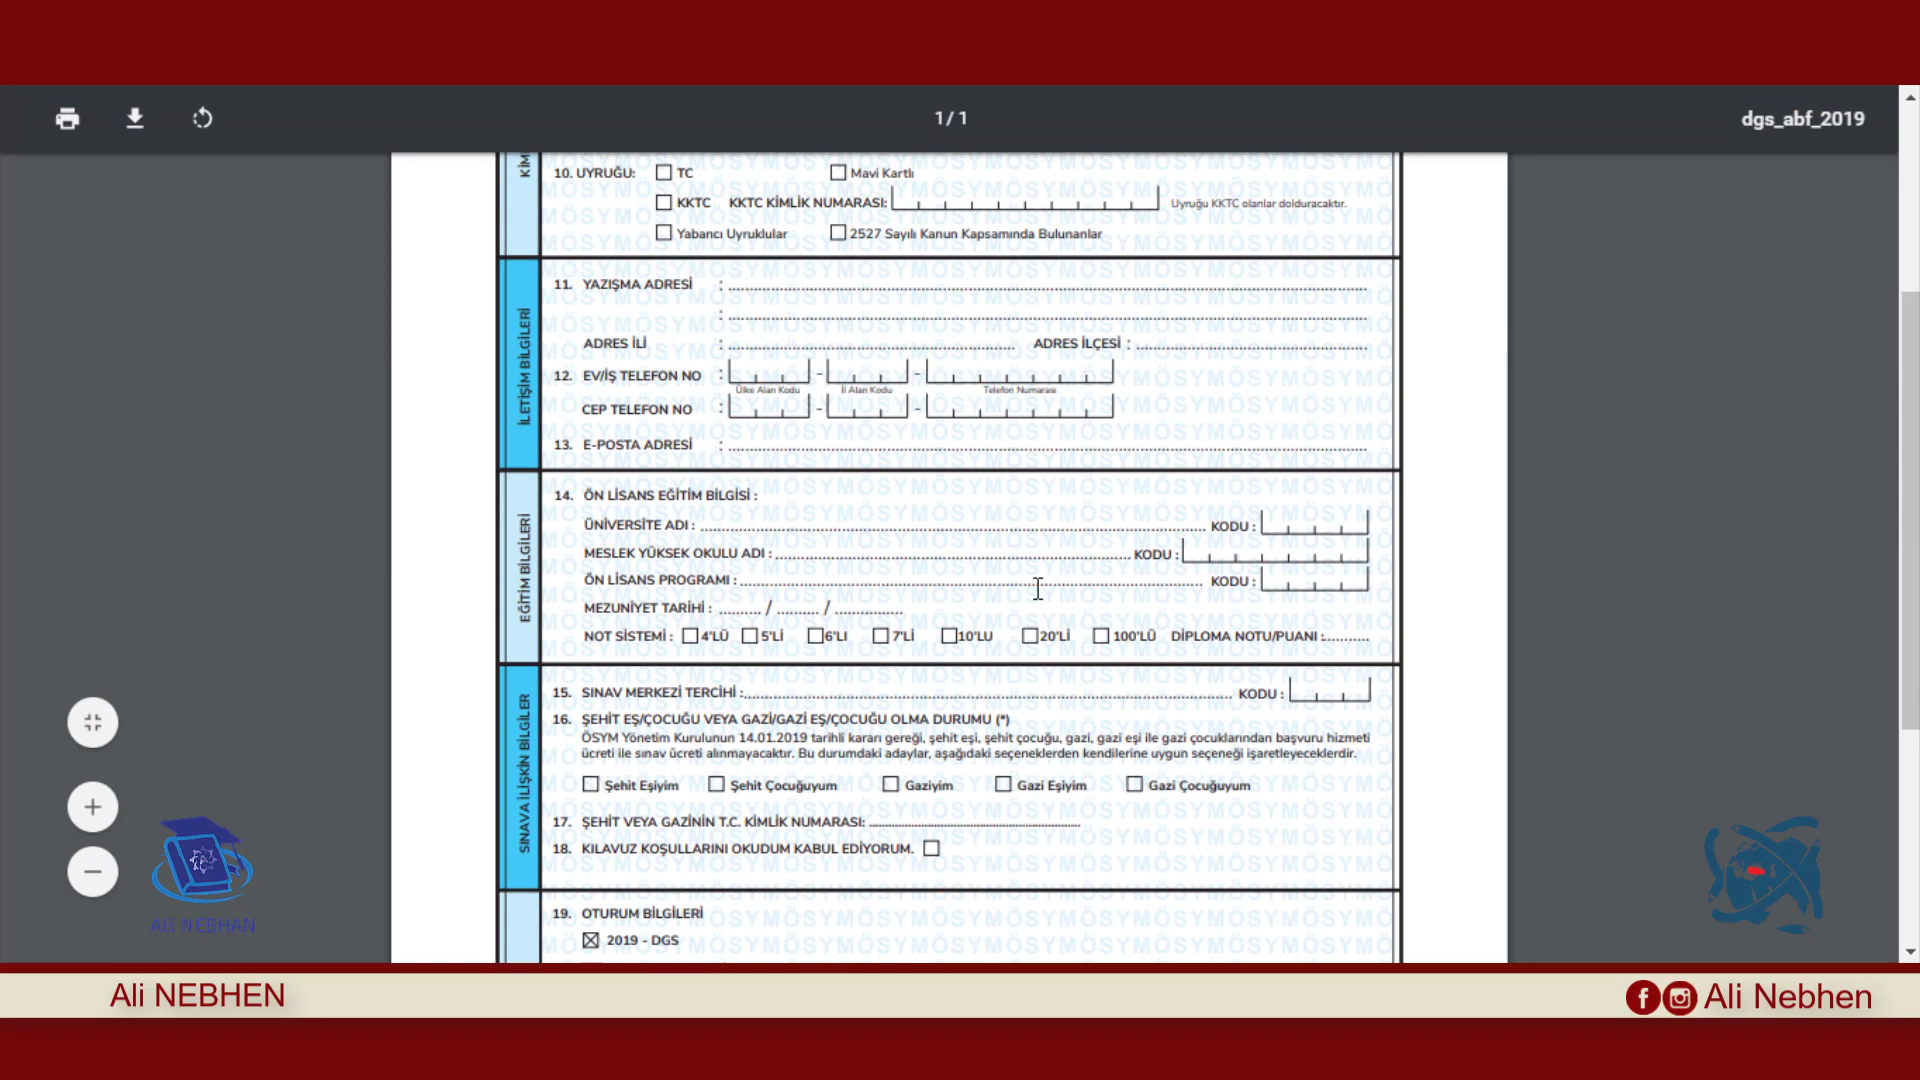 1 / 1
dgs_abf_2019
KİM
10. UYRUĞU: TC Mavi Kartlı
KKTC KKTC KİMLİK NUMARASI: Uyruğu KKTC olanlar dolduracaktır.
Yabancı Uyruklular 2527 Sayılı Kanun Kapsamında Bulunanlar
İLETİŞİM BİLGİLERİ
11. YAZIŞMA ADRESİ :
:
ADRES İLİ : ADRES İLÇESİ :
12. EV/İŞ TELEFON NO : - -
Ülke Alan Kodu İl Alan Kodu Telefon Numarası
CEP TELEFON NO : - -
13. E-POSTA ADRESİ :
EĞİTİM BİLGİLERİ
14. ÖN LİSANS EĞİTİM BİLGİSİ :
ÜNİVERSİTE ADI : KODU :
MESLEK YÜKSEK OKULU ADI : KODU :
ÖN LİSANS PROGRAMI : KODU :
MEZUNİYET TARİHİ : .......... / .......... / ................
NOT SİSTEMİ : 4'LÜ 5'Lİ 6'LI 7'Lİ 10'LU 20'Lİ 100'LÜ DİPLOMA NOTU/PUANI :...........
SINAVA İLİŞKİN BİLGİLER
15. SINAV MERKEZİ TERCİHİ : KODU :
16. ŞEHİT EŞ/ÇOCUĞU VEYA GAZİ/GAZİ EŞ/ÇOCUĞU OLMA DURUMU (*)
ÖSYM Yönetim Kurulunun 14.01.2019 tarihli kararı gereği, şehit eşi, şehit çocuğu, gazi, gazi eşi ile gazi çocuklarından başvuru hizmeti
ücreti ile sınav ücreti alınmayacaktır. Bu durumdaki adaylar, aşağıdaki seçeneklerden kendilerine uygun seçeneği işaretleyeceklerdir.
Şehit Eşiyim Şehit Çocuğuyum Gaziyim Gazi Eşiyim Gazi Çocuğuyum
17. ŞEHİT VEYA GAZİNİN T.C. KİMLİK NUMARASI:
18. KILAVUZ KOŞULLARINI OKUDUM KABUL EDİYORUM.
19. OTURUM BİLGİLERİ
2019 - DGS
ALİ NEBHAN
Ali NEBHEN
Ali Nebhen